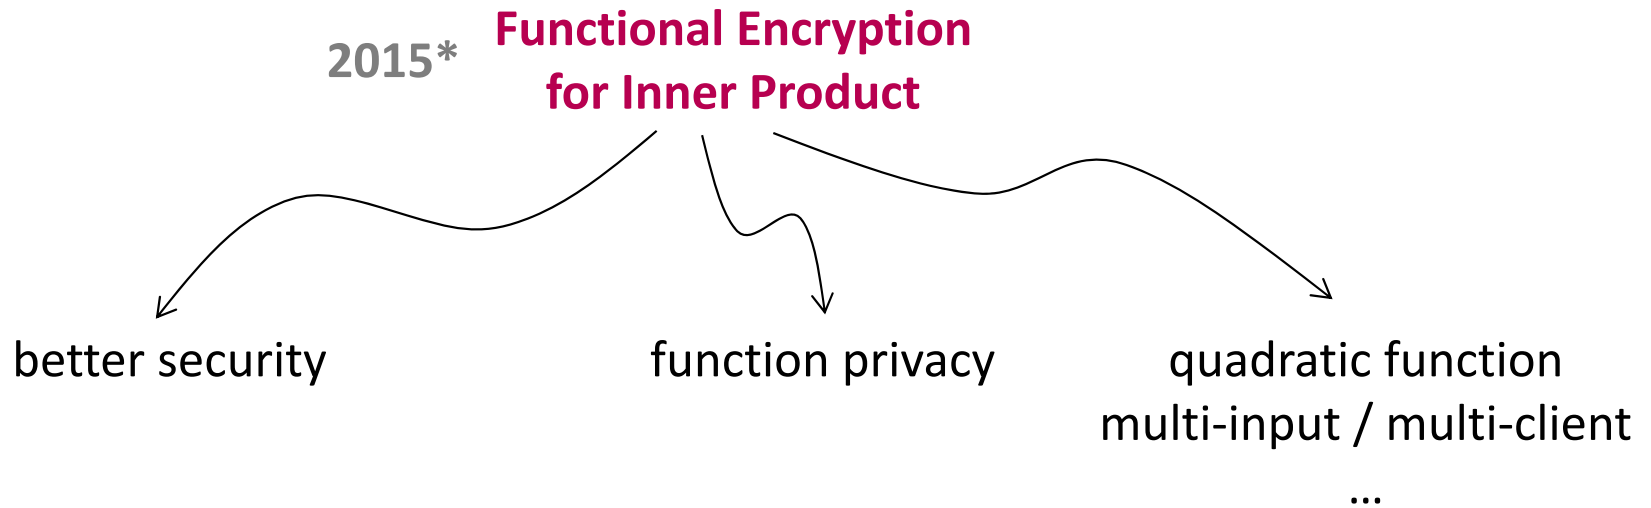 2015*
Functional Encryption
for Inner Product
better security
function privacy
quadratic function
multi-input / multi-client
...